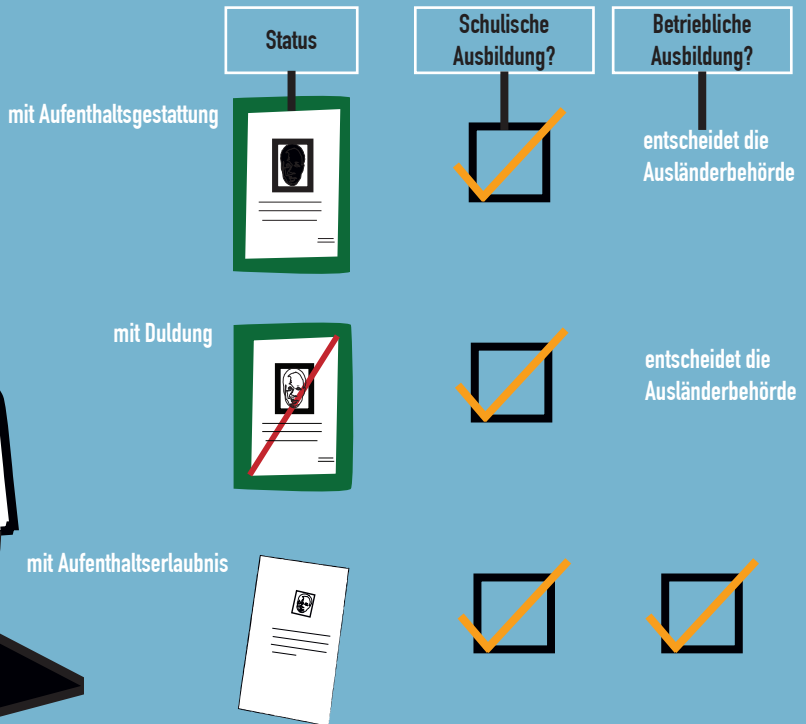 Status
Schulische
Ausbildung?
Betriebliche
Ausbildung?
mit Aufenthaltsgestattung
entscheidet die
Ausländerbehörde
mit Duldung
entscheidet die
Ausländerbehörde
mit Aufenthaltserlaubnis